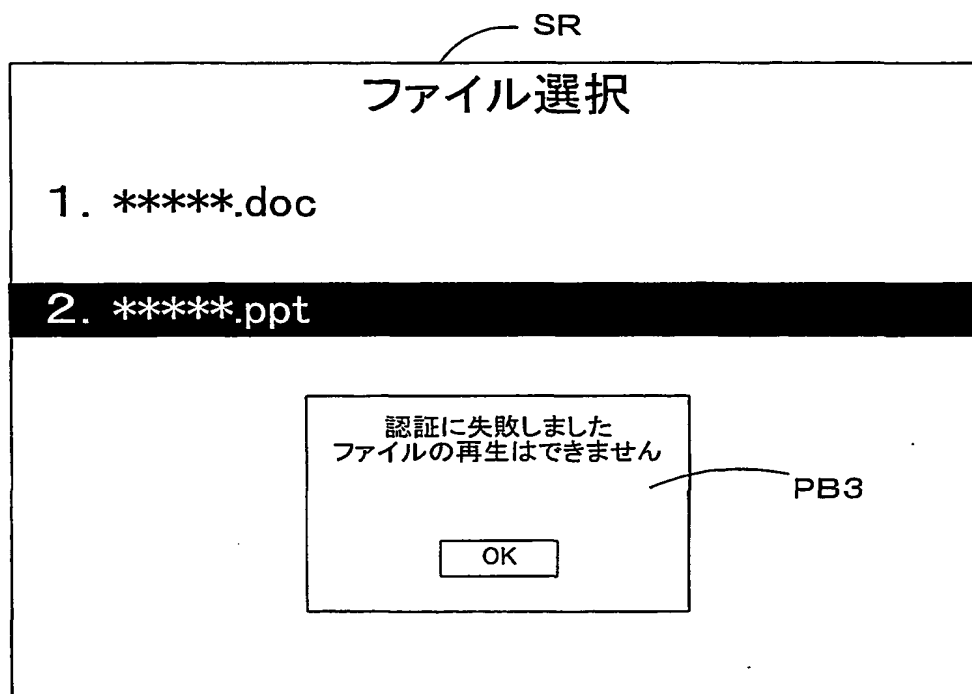 SR
ファイル選択
1. *****.doc
2. *****.ppt
認証に失敗しました
ファイルの再生はできません
PB3
OK